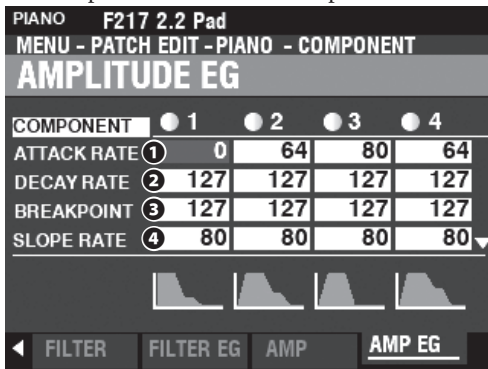 PIANO F217 2.2 Pad
MENU - PATCH EDIT - PIANO - COMPONENT
AMPLITUDE EG
COMPONENT 1 2 3 4
ATTACK RATE 1 0 64 80 64
DECAY RATE 2 127 127 127 127
BREAKPOINT 3 127 127 127 127
SLOPE RATE 4 80 80 80 80
FILTER FILTER EG AMP AMP EG